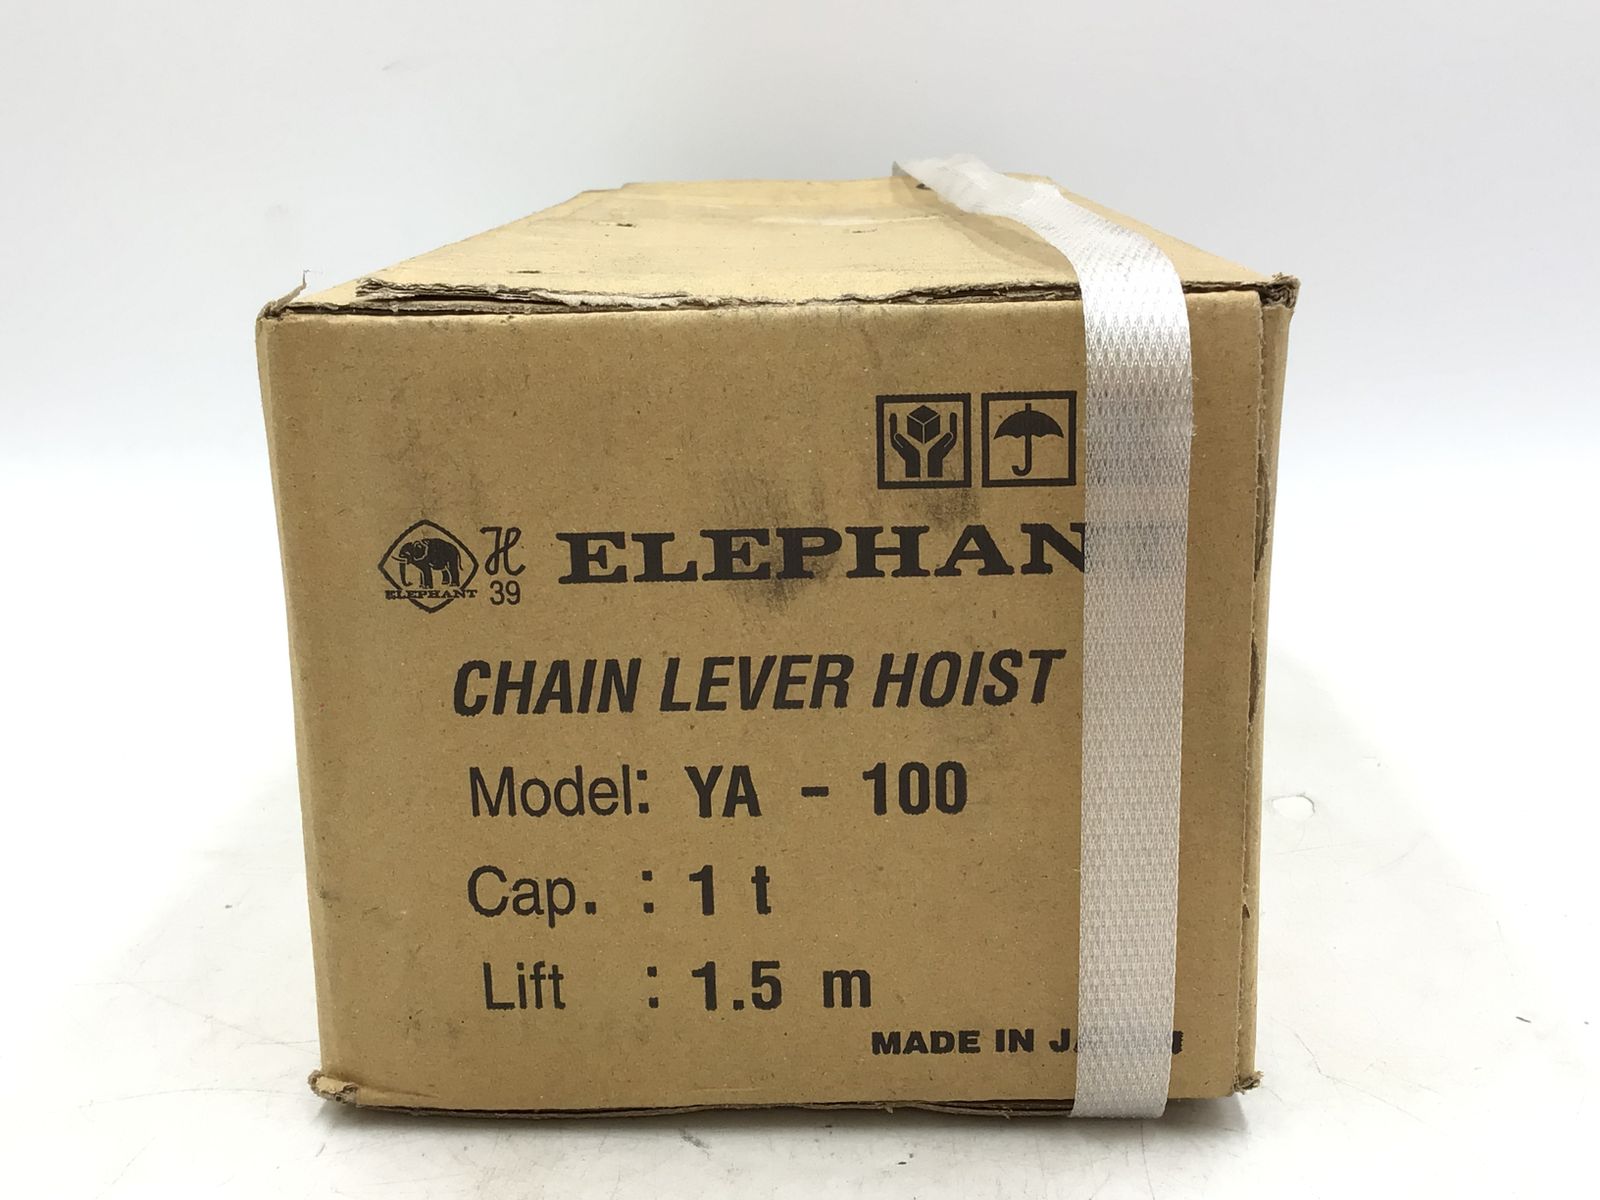 ELEPHANT
H
39
ELEPHAN
CHAIN LEVER HOIST
Model: YA - 100
Cap. : 1 t
Lift : 1.5 m
MADE IN